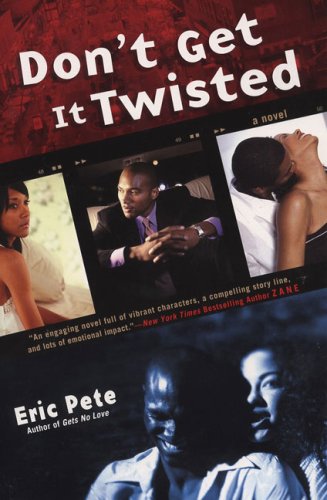 Don't Get
It Twisted
a novel
"An engaging novel full of vibrant characters, a compelling story line,
and lots of emotional impact."—New York Times Bestselling Author ZANE
Eric Pete
Author of Gets No Love